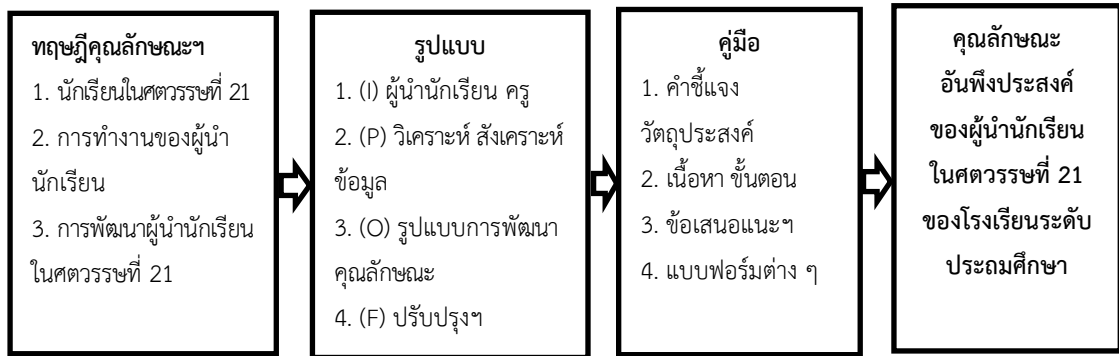 ทฤษฎีคุณลักษณะฯ
1. นักเรียนในศตวรรษที่ 21
2. การทำงานของผู้นำ
นักเรียน
3. การพัฒนาผู้นำนักเรียน
ในศตวรรษที่ 21
รูปแบบ
1. (I) ผู้นำนักเรียน ครู
2. (P) วิเคราะห์ สังเคราะห์
ข้อมูล
3. (O) รูปแบบการพัฒนา
คุณลักษณะ
4. (F) ปรับปรุงฯ
คู่มือ
1. คำชี้แจง
วัตถุประสงค์
2. เนื้อหา ขั้นตอน
3. ข้อเสนอแนะฯ
4. แบบฟอร์มต่าง ๆ
คุณลักษณะ
อันพึงประสงค์
ของผู้นำนักเรียน
ในศตวรรษที่ 21
ของโรงเรียนระดับ
ประถมศึกษา